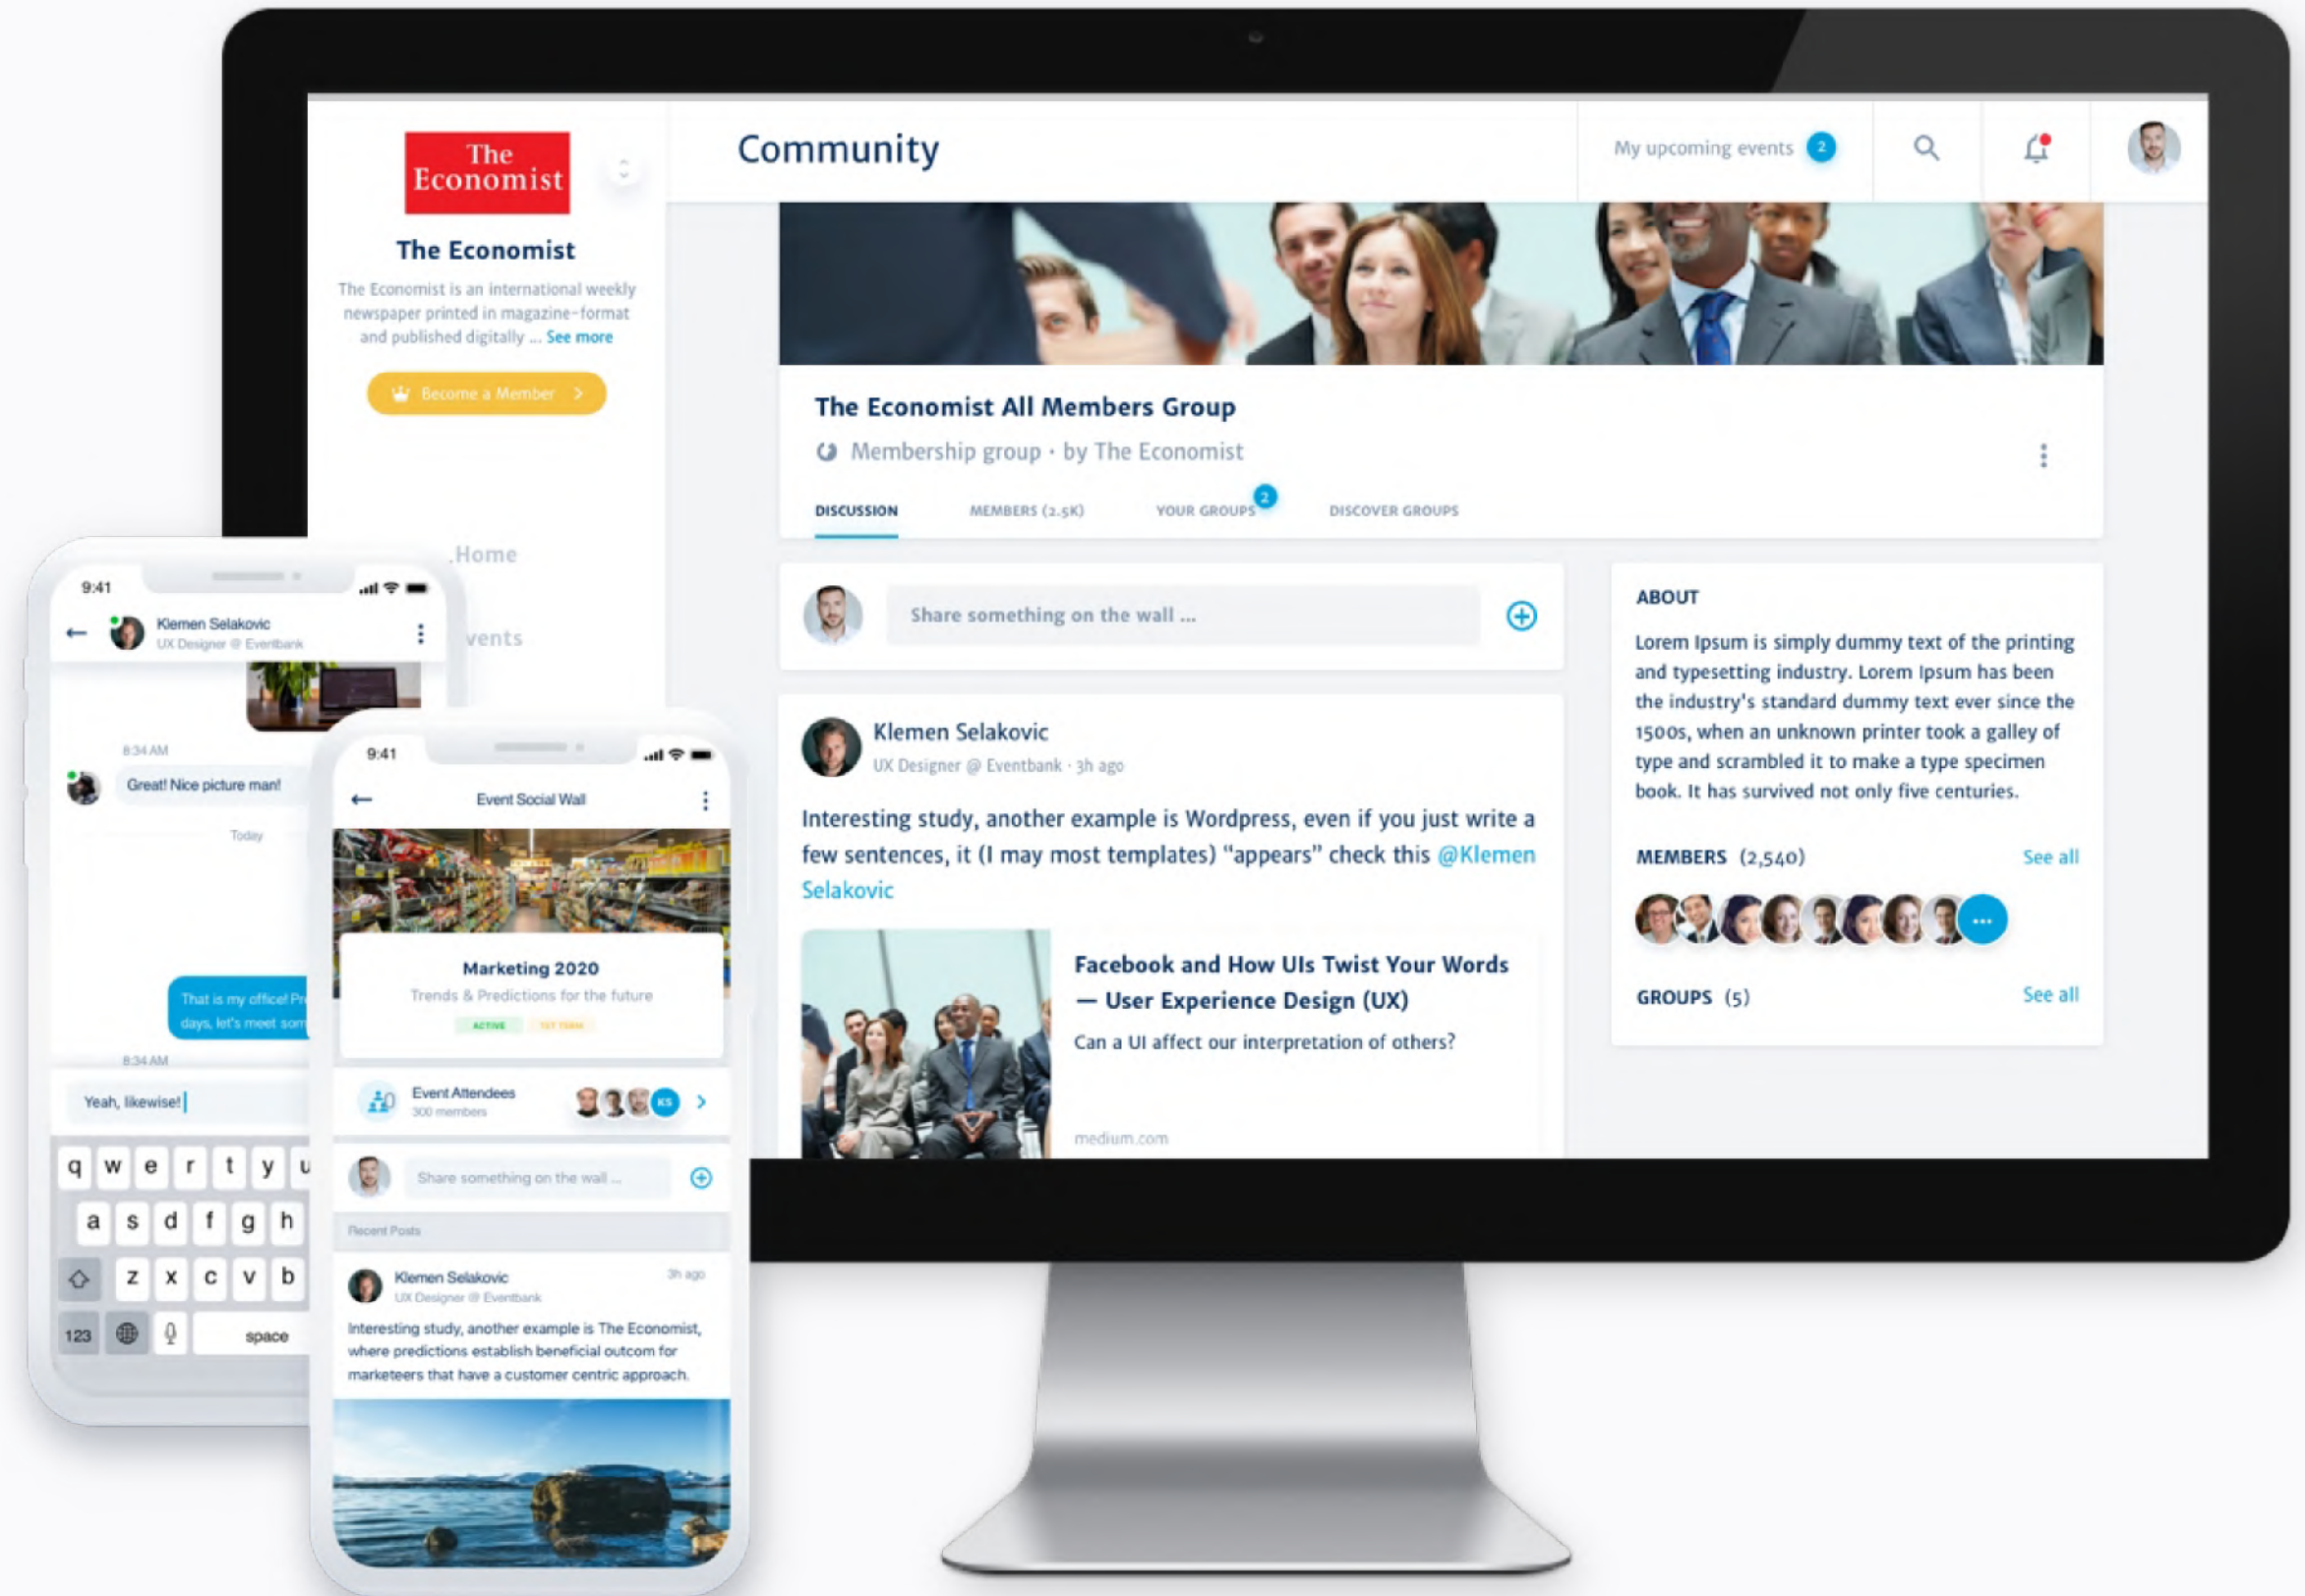 The
Economist
The Economist
The Economist is an international weekly
newspaper printed in magazine-format
and published digitally ... See more
Become a Member
Home
vents
Community
My upcoming events 2
The Economist All Members Group
Membership group · by The Economist
DISCUSSION
MEMBERS (2.5K)
YOUR GROUPS 2
DISCOVER GROUPS
Share something on the wall ...
Klemen Selakovic
UX Designer @ Eventbank · 3h ago
Interesting study, another example is Wordpress, even if you just write a
few sentences, it (I may most templates) “appears” check this @Klemen
Selakovic
Facebook and How UIs Twist Your Words
— User Experience Design (UX)
Can a UI affect our interpretation of others?
medium.com
ABOUT
Lorem Ipsum is simply dummy text of the printing
and typesetting industry. Lorem Ipsum has been
the industry's standard dummy text ever since the
1500s, when an unknown printer took a galley of
type and scrambled it to make a type specimen
book. It has survived not only five centuries.
MEMBERS (2,540)
See all
GROUPS (5)
See all
9:41
Klemen Selakovic
UX Designer @ Eventbank
8:34 AM
Great! Nice picture man!
Today
That is my office! Pr
days, let's meet som
8:34 AM
Yeah, likewise!
q w e r t y u
a s d f g h
z x c v b
123
space
9:41
Event Social Wall
Marketing 2020
Trends & Predictions for the future
ACTIVE
1ST TERM
Event Attendees
300 members
KS
Share something on the wall ...
Recent Posts
Klemen Selakovic
3h ago
UX Designer @ Eventbank
Interesting study, another example is The Economist,
where predictions establish beneficial outcom for
marketeers that have a customer centric approach.